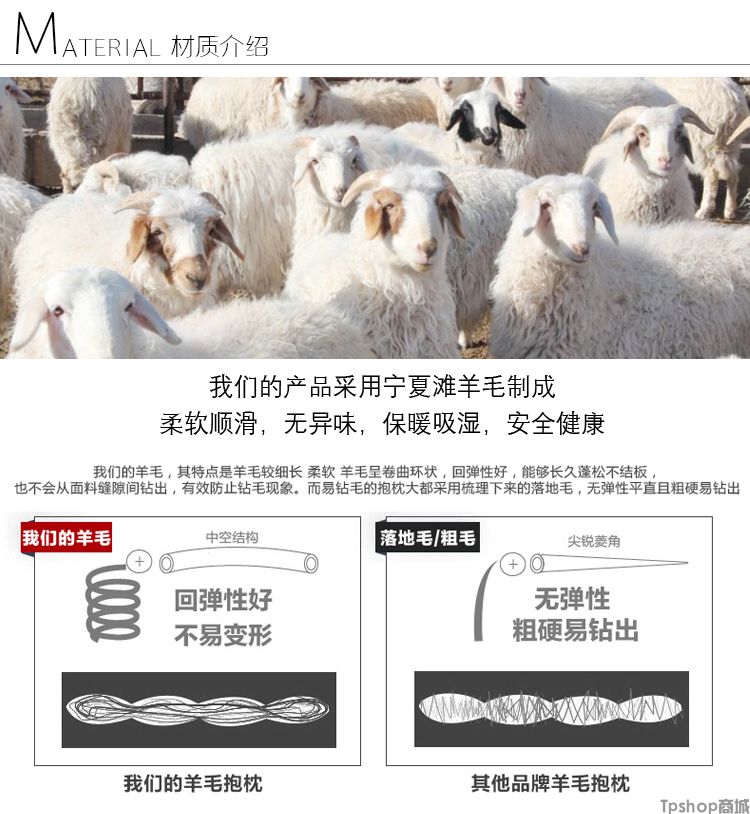 MATERIAL 材质介绍
我们的产品采用宁夏滩羊毛制成
柔软顺滑，无异味，保暖吸湿，安全健康
我们的羊毛，其特点是羊毛较细长 柔软 羊毛呈卷曲环状，回弹性好，能够长久蓬松不结板，
也不会从面料缝隙间钻出，有效防止钻毛现象。而易钻毛的抱枕大都采用梳理下来的落地毛，无弹性平直且粗硬易钻出
我们的羊毛
中空结构
回弹性好
不易变形
我们的羊毛抱枕
落地毛/粗毛
尖锐菱角
无弹性
粗硬易钻出
其他品牌羊毛抱枕
Tpshop商城